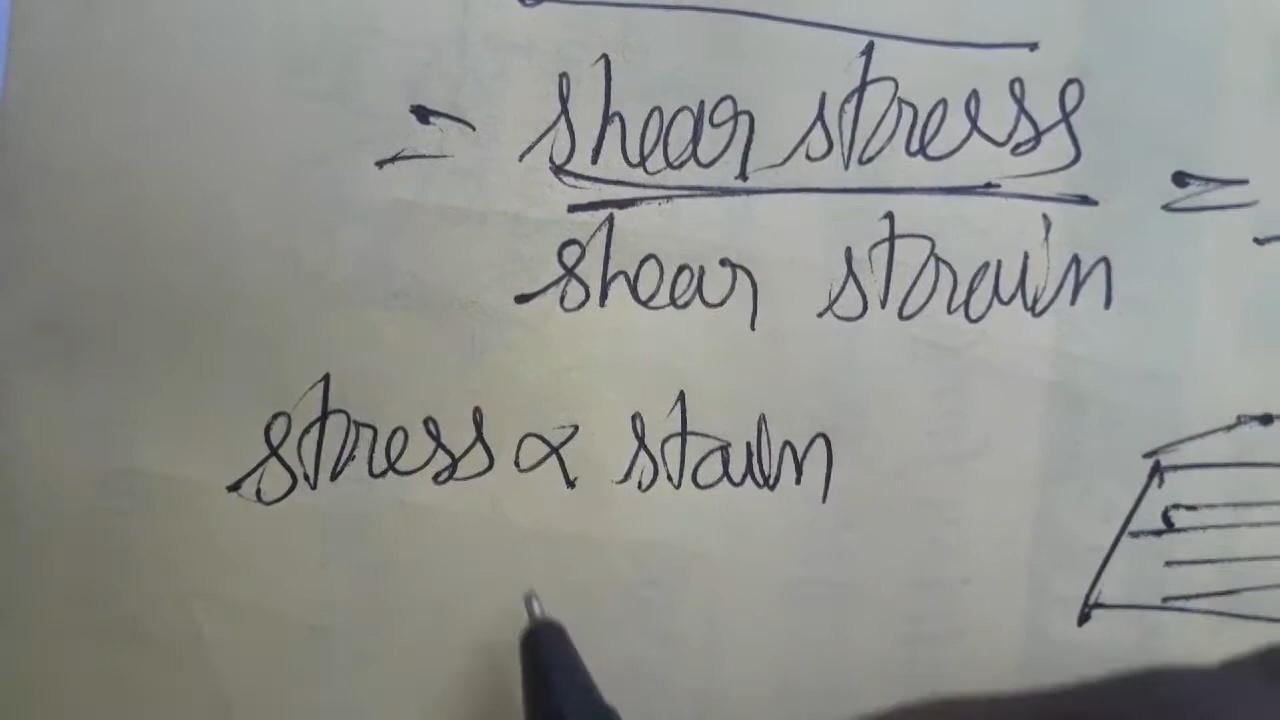 = shear stress
shear strain =
stress ∝ stain